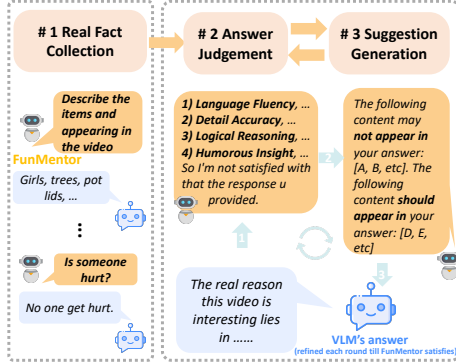 # 1 Real Fact
Collection
# 2 Answer
Judgement
# 3 Suggestion
Generation
Describe the
items and
appearing in
the video
FunMentor
Girls, trees, pot
lids, ...
...
Is someone
hurt?
No one get hurt.
1) Language Fluency, ...
2) Detail Accuracy, ...
3) Logical Reasoning, ...
4) Humorous Insight, ...
So I'm not satisfied with
that the response u
provided.
1
2
The following
content may
not appear in
your answer:
[A, B, etc]. The
following
content should
appear in your
answer: [D, E,
etc]
3
The real reason
this video is
interesting lies
in ......
VLM's answer
(refined each round till FunMentor satisfies)